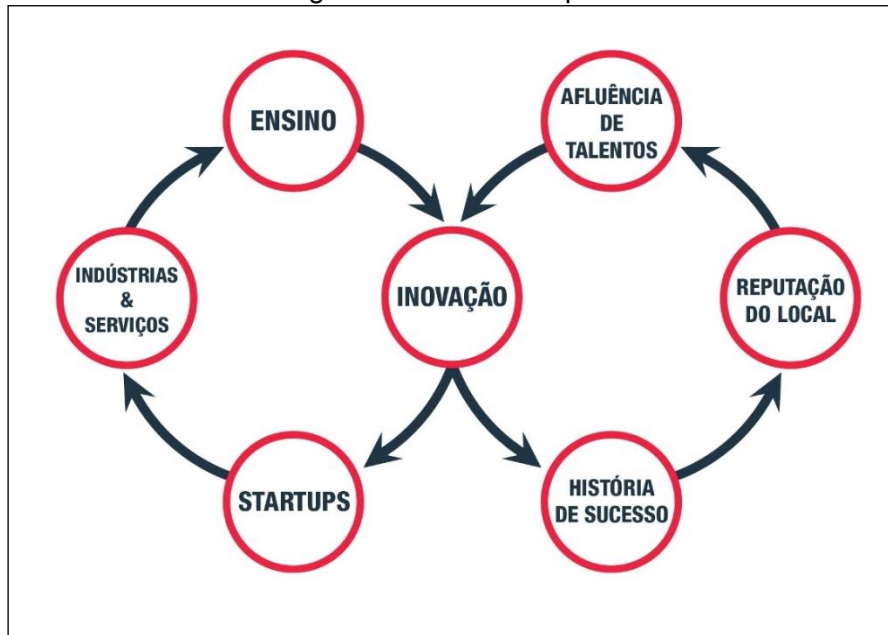 ENSINO
AFLUÊNCIA
DE
TALENTOS
INDÚSTRIAS
&
SERVIÇOS
INOVAÇÃO
REPUTAÇÃO
DO LOCAL
STARTUPS
HISTÓRIA
DE SUCESSO